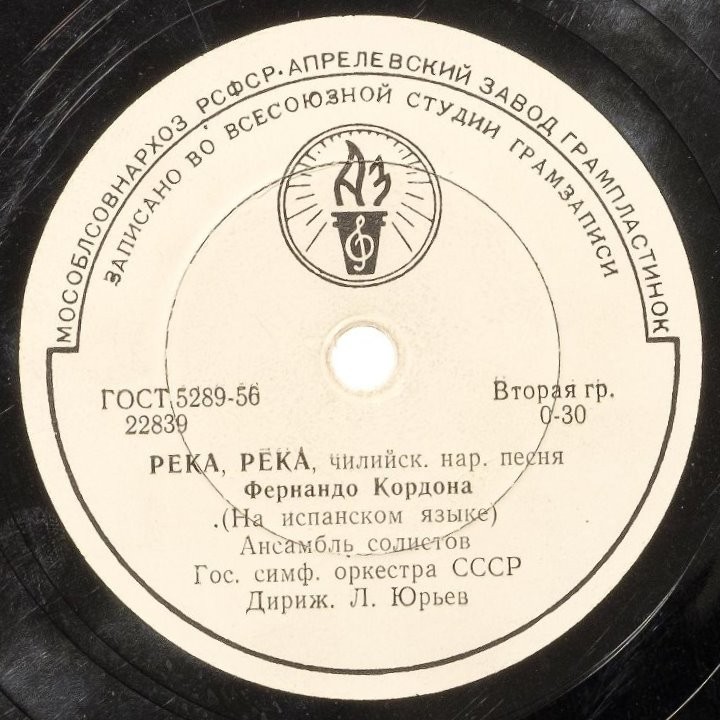 МОСОБЛСОВНАРХОЗ РСФСР·АПРЕЛЕВСКИЙ ЗАВОД ГРАМПЛАСТИНОК
ЗАПИСАНО ВО ВСЕСОЮЗНОЙ СТУДИИ ГРАМЗАПИСИ
АЗ
ГОСТ 5289-56 Вторая гр.
22839 0-30
РЕКА, РЕКА, чилийск. нар. песня
Фернандо Кордона
(На испанском языке)
Ансамбль солистов
Гос. симф. оркестра СССР
Дириж. Л. Юрьев